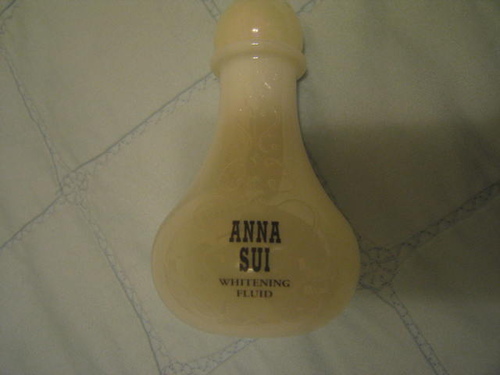 ANNA
SUI
WHITENING
FLUID